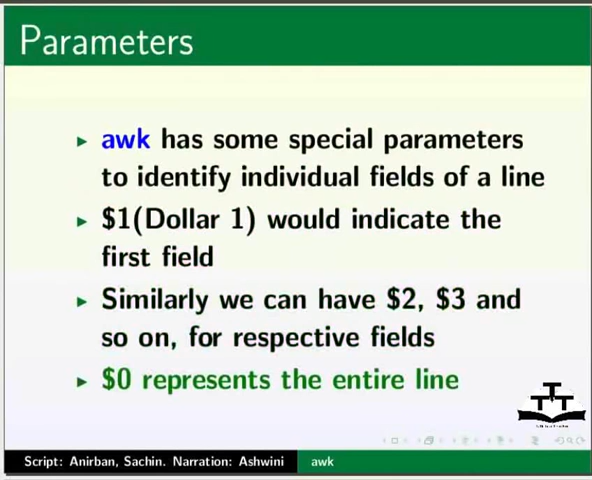 Parameters
awk has some special parameters
to identify individual fields of a line
$1(Dollar 1) would indicate the
first field
Similarly we can have $2, $3 and
so on, for respective fields
$0 represents the entire line
Script: Anirban, Sachin. Narration: Ashwini awk